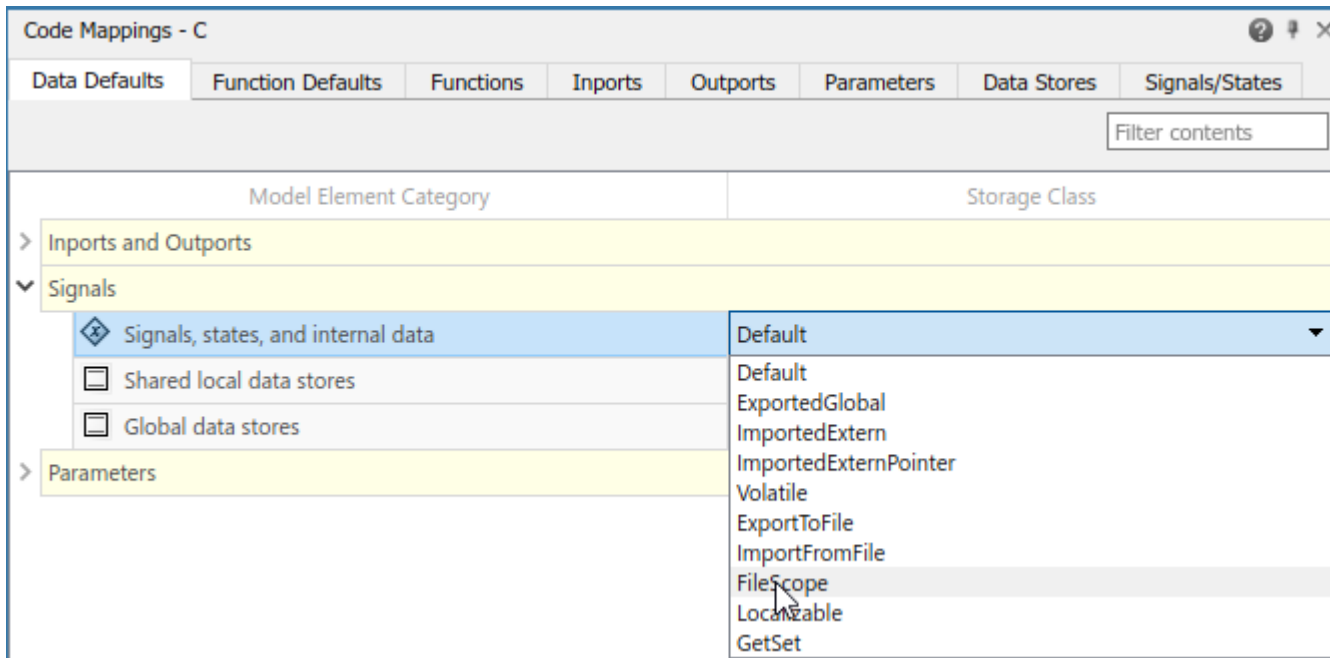 Code Mappings - C
Data Defaults Function Defaults Functions Inports Outports Parameters Data Stores Signals/States
Filter contents
Model Element Category Storage Class
Inports and Outports
Signals
Signals, states, and internal data Default
Default
Shared local data stores
ExportedGlobal
Global data stores
ImportedExtern
ImportedExternPointer
Parameters
Volatile
ExportToFile
ImportFromFile
FileScope
Localizable
GetSet